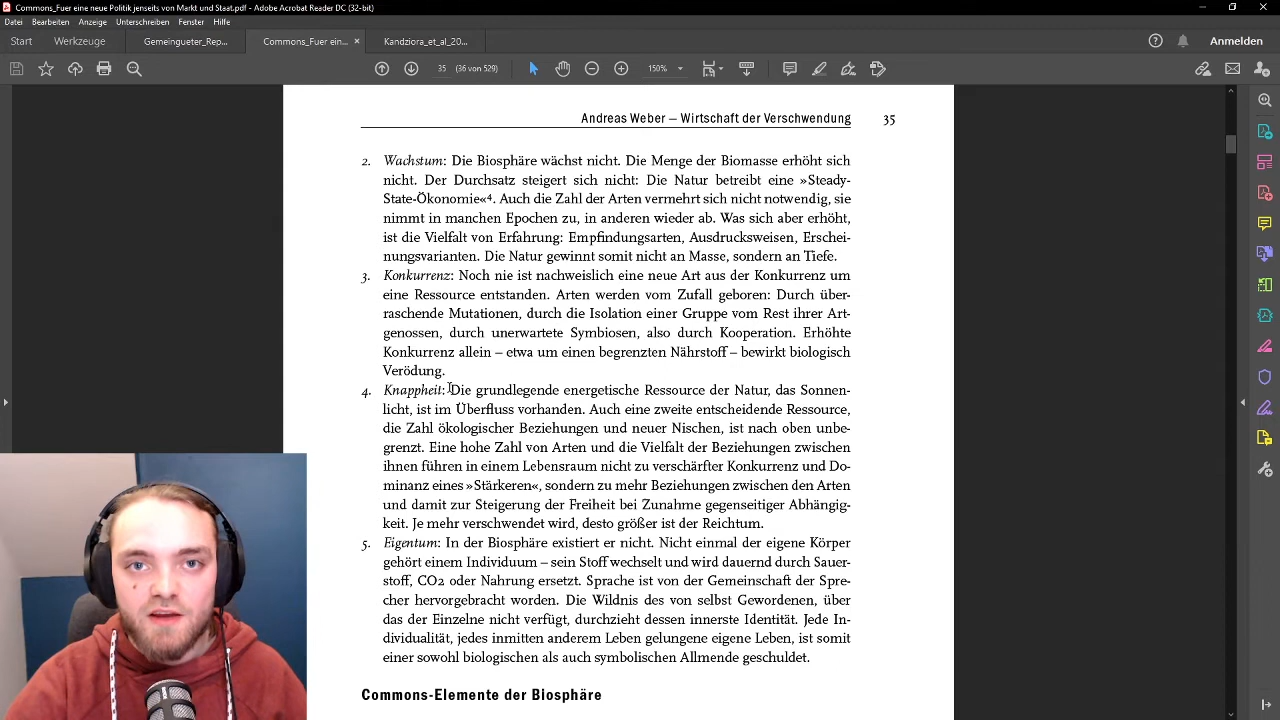 Commons_Fuer eine neue Politik jenseits von Markt und Staat.pdf - Adobe Acrobat Reader DC (32-bit)
Datei Bearbeiten Anzeige Unterschreiben Fenster Hilfe
Start Werkzeuge Gemeingueter_Rep... Commons_Fuer ein... × Kandziora_et_al_20... Anmelden
35 (36 von 529) 150%
Andreas Weber – Wirtschaft der Verschwendung 35
2. Wachstum: Die Biosphäre wächst nicht. Die Menge der Biomasse erhöht sich
nicht. Der Durchsatz steigert sich nicht: Die Natur betreibt eine »Steady-
State-Ökonomie«⁴. Auch die Zahl der Arten vermehrt sich nicht notwendig, sie
nimmt in manchen Epochen zu, in anderen wieder ab. Was sich aber erhöht,
ist die Vielfalt von Erfahrung: Empfindungsarten, Ausdrucksweisen, Erschei-
nungsvarianten. Die Natur gewinnt somit nicht an Masse, sondern an Tiefe.
3. Konkurrenz: Noch nie ist nachweislich eine neue Art aus der Konkurrenz um
eine Ressource entstanden. Arten werden vom Zufall geboren: Durch über-
raschende Mutationen, durch die Isolation einer Gruppe vom Rest ihrer Art-
genossen, durch unerwartete Symbiosen, also durch Kooperation. Erhöhte
Konkurrenz allein – etwa um einen begrenzten Nährstoff – bewirkt biologisch
Verödung.
4. Knappheit: Die grundlegende energetische Ressource der Natur, das Sonnen-
licht, ist im Überfluss vorhanden. Auch eine zweite entscheidende Ressource,
die Zahl ökologischer Beziehungen und neuer Nischen, ist nach oben unbe-
grenzt. Eine hohe Zahl von Arten und die Vielfalt der Beziehungen zwischen
ihnen führen in einem Lebensraum nicht zu verschärfter Konkurrenz und Do-
minanz eines »Stärkeren«, sondern zu mehr Beziehungen zwischen den Arten
und damit zur Steigerung der Freiheit bei Zunahme gegenseitiger Abhängig-
keit. Je mehr verschwendet wird, desto größer ist der Reichtum.
5. Eigentum: In der Biosphäre existiert er nicht. Nicht einmal der eigene Körper
gehört einem Individuum – sein Stoff wechselt und wird dauernd durch Sauer-
stoff, CO2 oder Nahrung ersetzt. Sprache ist von der Gemeinschaft der Spre-
cher hervorgebracht worden. Die Wildnis des von selbst Gewordenen, über
das der Einzelne nicht verfügt, durchzieht dessen innerste Identität. Jede In-
dividualität, jedes inmitten anderem Leben gelungene eigene Leben, ist somit
einer sowohl biologischen als auch symbolischen Allmende geschuldet.
Commons-Elemente der Biosphäre